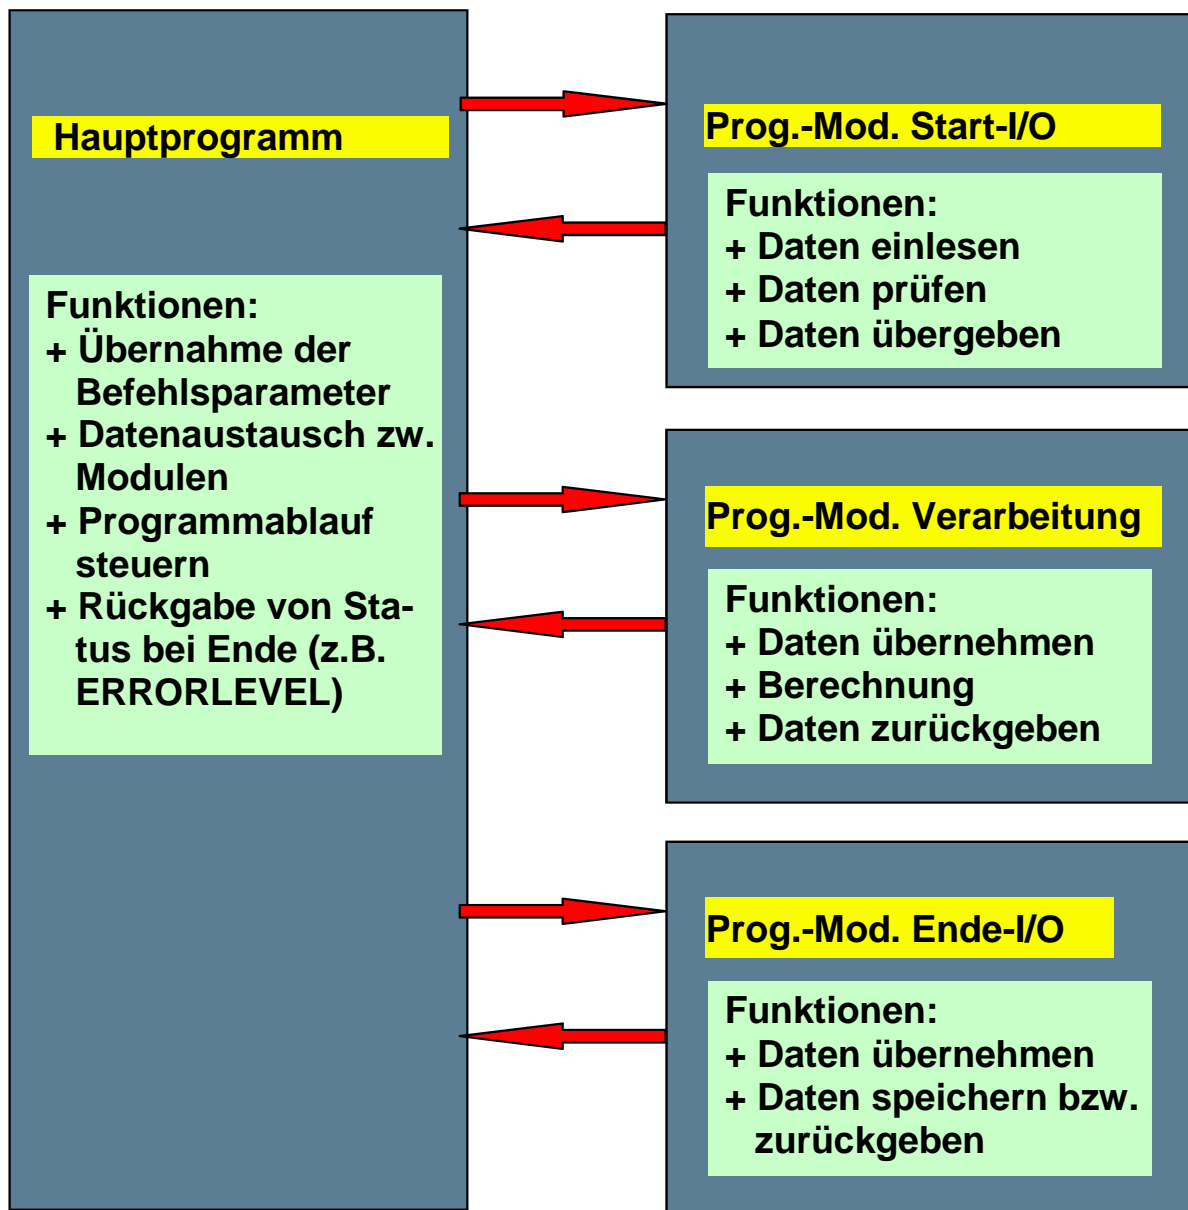 Hauptprogramm
Funktionen:
+ Übernahme der
Befehlsparameter
+ Datenaustausch zw.
Modulen
+ Programmablauf
steuern
+ Rückgabe von Sta-
tus bei Ende (z.B.
ERRORLEVEL)
Prog.-Mod. Start-I/O
Funktionen:
+ Daten einlesen
+ Daten prüfen
+ Daten übergeben
Prog.-Mod. Verarbeitung
Funktionen:
+ Daten übernehmen
+ Berechnung
+ Daten zurückgeben
Prog.-Mod. Ende-I/O
Funktionen:
+ Daten übernehmen
+ Daten speichern bzw.
zurückgeben